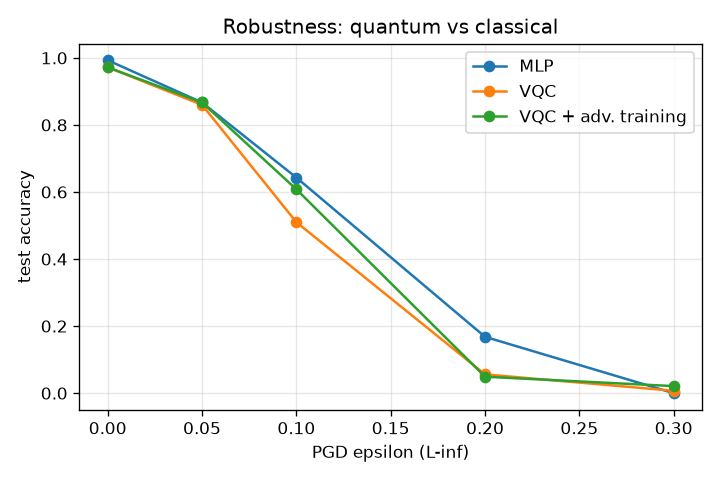 Robustness: quantum vs classical
MLP
VQC
VQC + adv. training
test accuracy
1.0
0.8
0.6
0.4
0.2
0.0
0.00 0.05 0.10 0.15 0.20 0.25 0.30
PGD epsilon (L-inf)